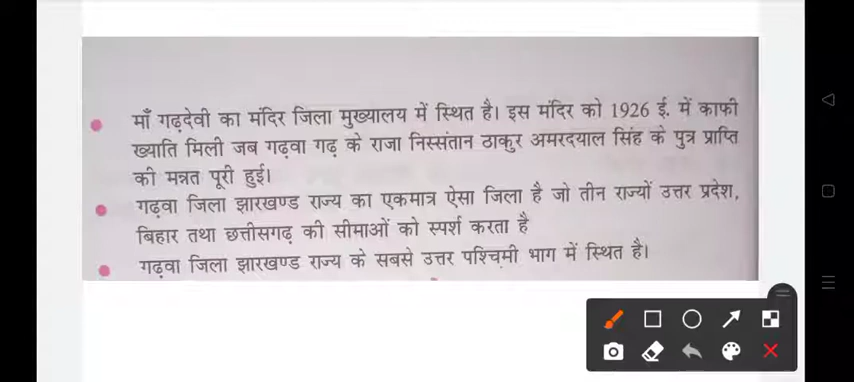 माँ गढ़देवी का मंदिर जिला मुख्यालय में स्थित है। इस मंदिर को 1926 ई. में काफी
ख्याति मिली जब गढ़वा गढ़ के राजा निस्संतान ठाकुर अमरदयाल सिंह के पुत्र प्राप्ति
की मन्नत पूरी हुई।
गढ़वा जिला झारखण्ड राज्य का एकमात्र ऐसा जिला है जो तीन राज्यों उत्तर प्रदेश,
बिहार तथा छत्तीसगढ़ की सीमाओं को स्पर्श करता है
गढ़वा जिला झारखण्ड राज्य के सबसे उत्तर पश्चिमी भाग में स्थित है।